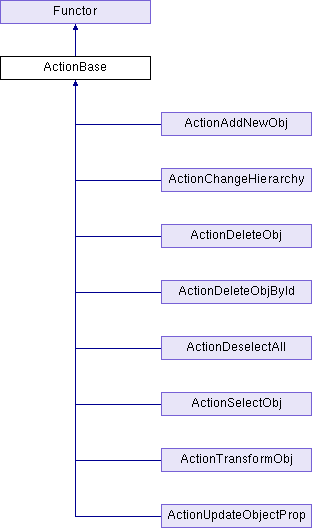 Functor
ActionBase
ActionAddNewObj
ActionChangeHierarchy
ActionDeleteObj
ActionDeleteObjById
ActionDeselectAll
ActionSelectObj
ActionTransformObj
ActionUpdateObjectProp